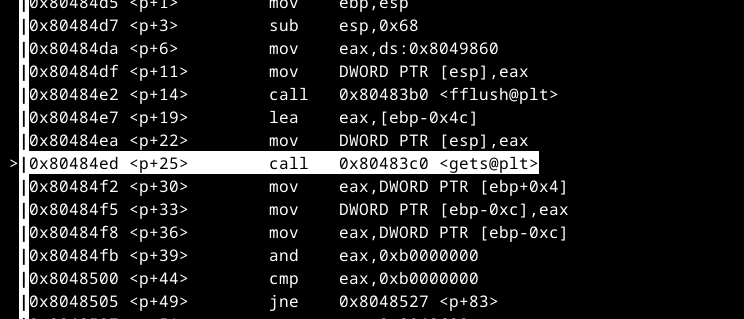 |0x80484d5 <p+1>        mov    ebp,esp
|0x80484d7 <p+3>        sub    esp,0x68
|0x80484da <p+6>        mov    eax,ds:0x8049860
|0x80484df <p+11>       mov    DWORD PTR [esp],eax
|0x80484e2 <p+14>       call   0x80483b0 <fflush@plt>
|0x80484e7 <p+19>       lea    eax,[ebp-0x4c]
|0x80484ea <p+22>       mov    DWORD PTR [esp],eax
>|0x80484ed <p+25>       call   0x80483c0 <gets@plt>
|0x80484f2 <p+30>       mov    eax,DWORD PTR [ebp+0x4]
|0x80484f5 <p+33>       mov    DWORD PTR [ebp-0xc],eax
|0x80484f8 <p+36>       mov    eax,DWORD PTR [ebp-0xc]
|0x80484fb <p+39>       and    eax,0xb0000000
|0x8048500 <p+44>       cmp    eax,0xb0000000
|0x8048505 <p+49>       jne    0x8048527 <p+83>